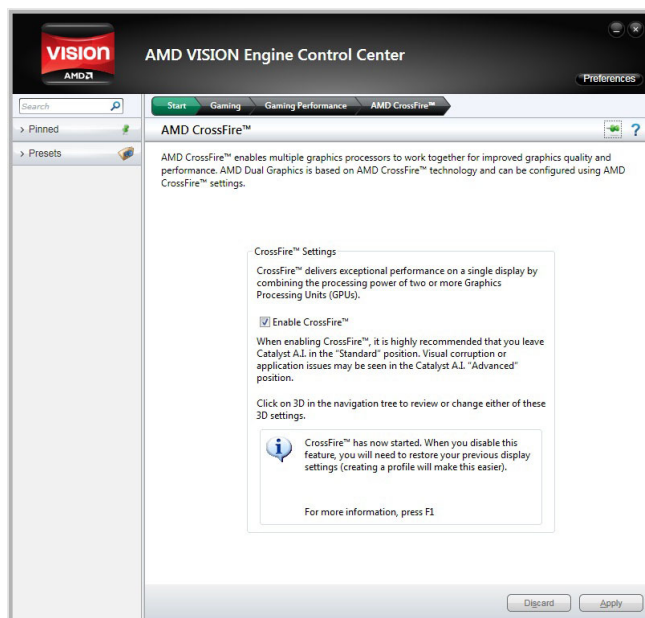 VISION
AMD
AMD VISION Engine Control Center
Preferences
Search
Start Gaming Gaming Performance AMD CrossFire™
> Pinned
AMD CrossFire™
?
> Presets
AMD CrossFire™ enables multiple graphics processors to work together for improved graphics quality and
performance. AMD Dual Graphics is based on AMD CrossFire™ technology and can be configured using AMD
CrossFire™ settings.
CrossFire™ Settings
CrossFire™ delivers exceptional performance on a single display by
combining the processing power of two or more Graphics
Processing Units (GPUs).
Enable CrossFire™
When enabling CrossFire™, it is highly recommended that you leave
Catalyst A.I. in the "Standard" position. Visual corruption or
application issues may be seen in the Catalyst A.I. "Advanced"
position.
Click on 3D in the navigation tree to review or change either of these
3D settings.
CrossFire™ has now started. When you disable this
feature, you will need to restore your previous display
settings (creating a profile will make this easier).
For more information, press F1
Discard Apply